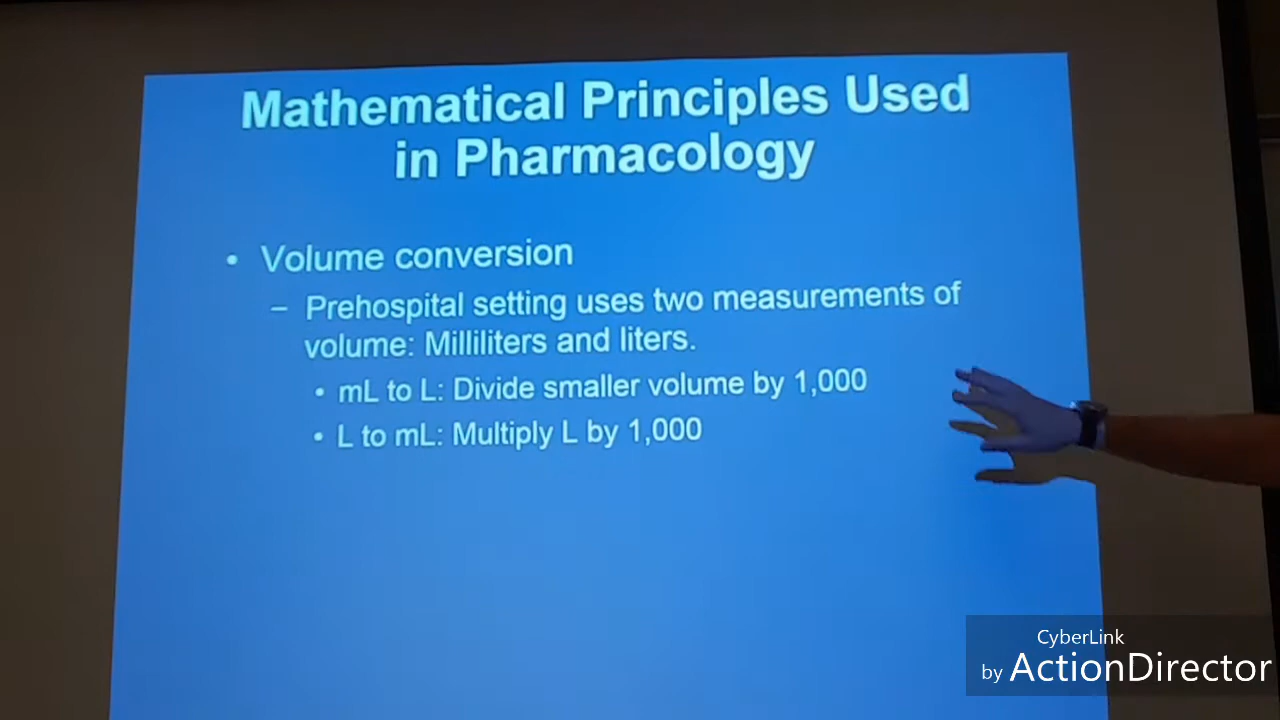 Mathematical Principles Used
in Pharmacology
• Volume conversion
– Prehospital setting uses two measurements of
volume: Milliliters and liters.
• mL to L: Divide smaller volume by 1,000
• L to mL: Multiply L by 1,000
CyberLink
by ActionDirector